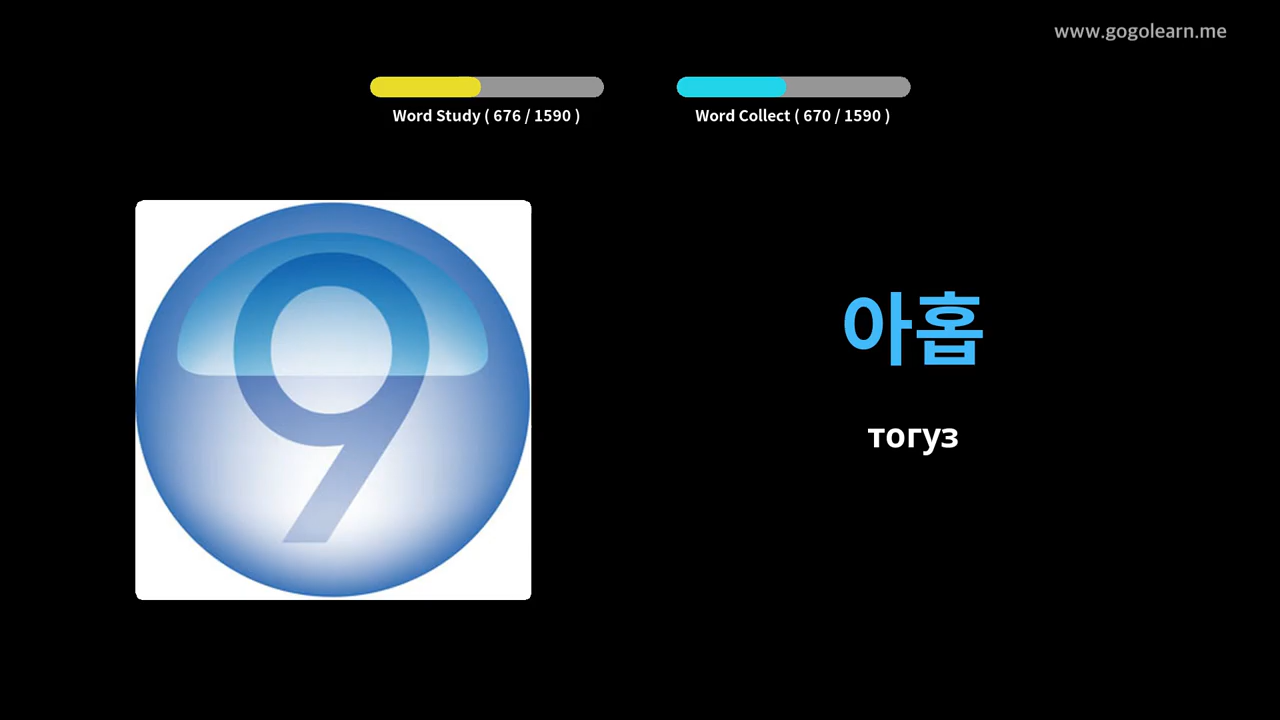 www.gogolearn.me
Word Study ( 676 / 1590 )
Word Collect ( 670 / 1590 )
9
아홉
тогуз